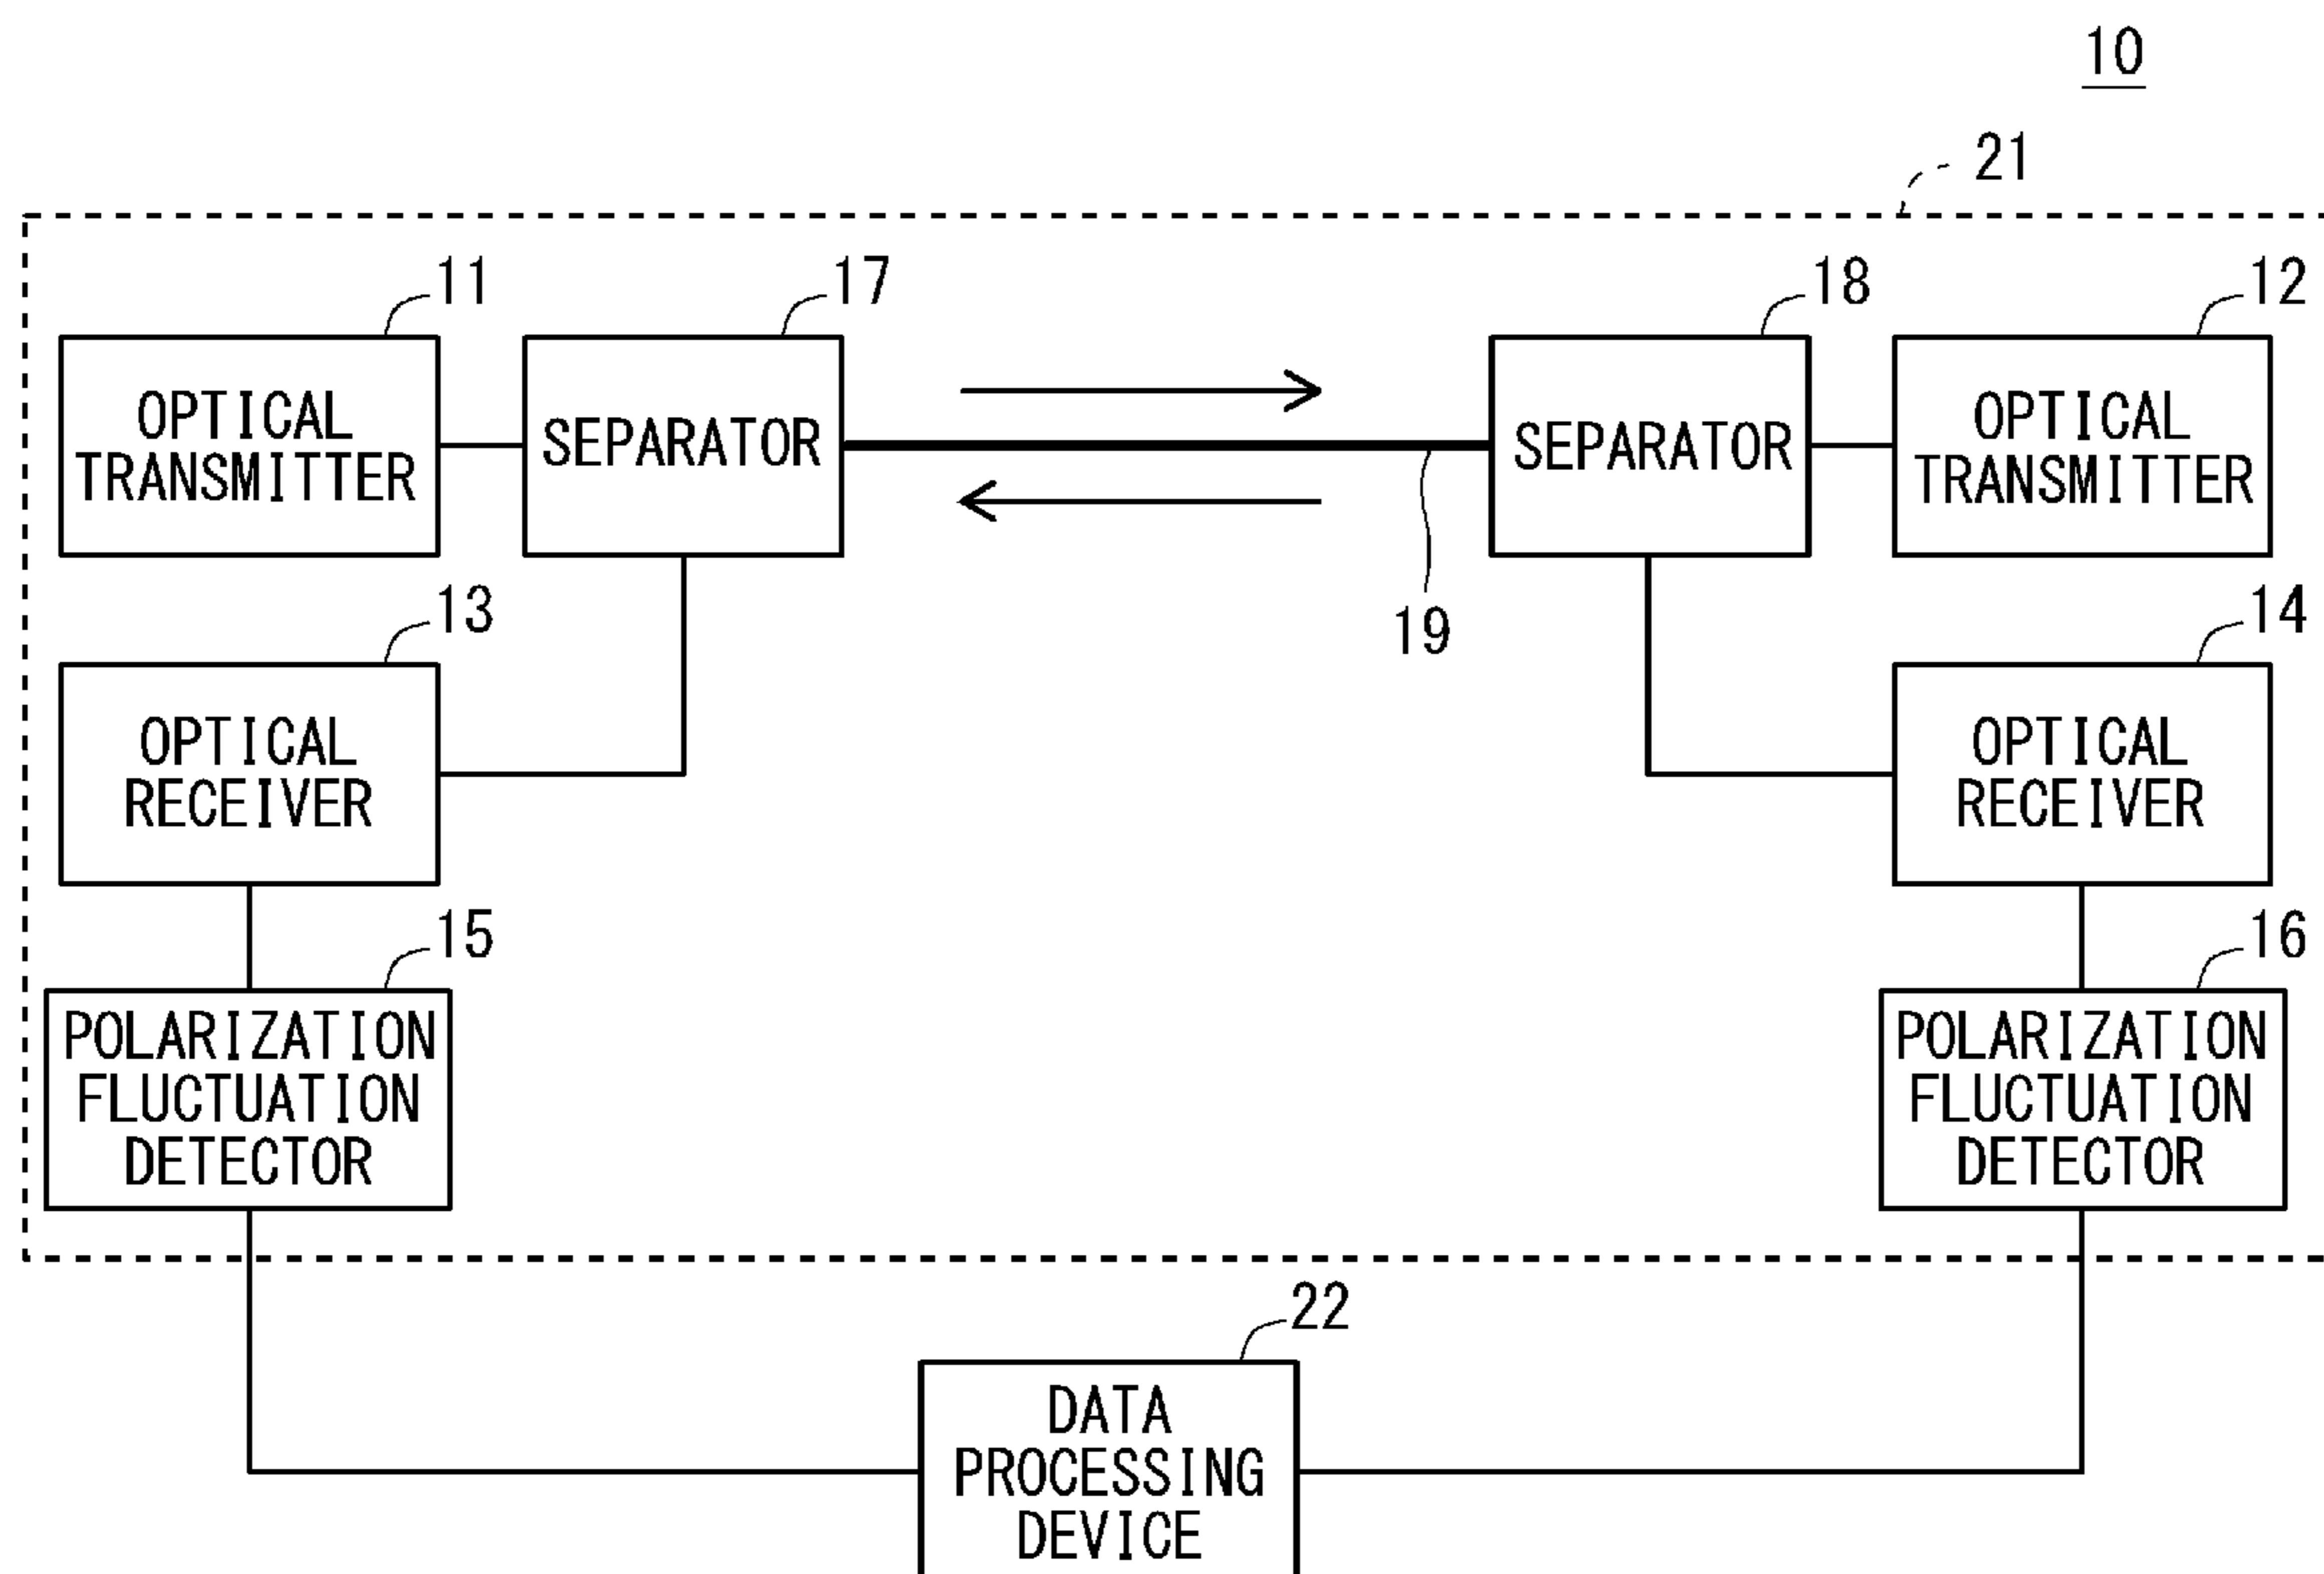 10
21
11
17
18
12
OPTICAL
TRANSMITTER
SEPARATOR
SEPARATOR
OPTICAL
TRANSMITTER
19
13
14
OPTICAL
RECEIVER
OPTICAL
RECEIVER
15
16
POLARIZATION
FLUCTUATION
DETECTOR
POLARIZATION
FLUCTUATION
DETECTOR
22
DATA
PROCESSING
DEVICE